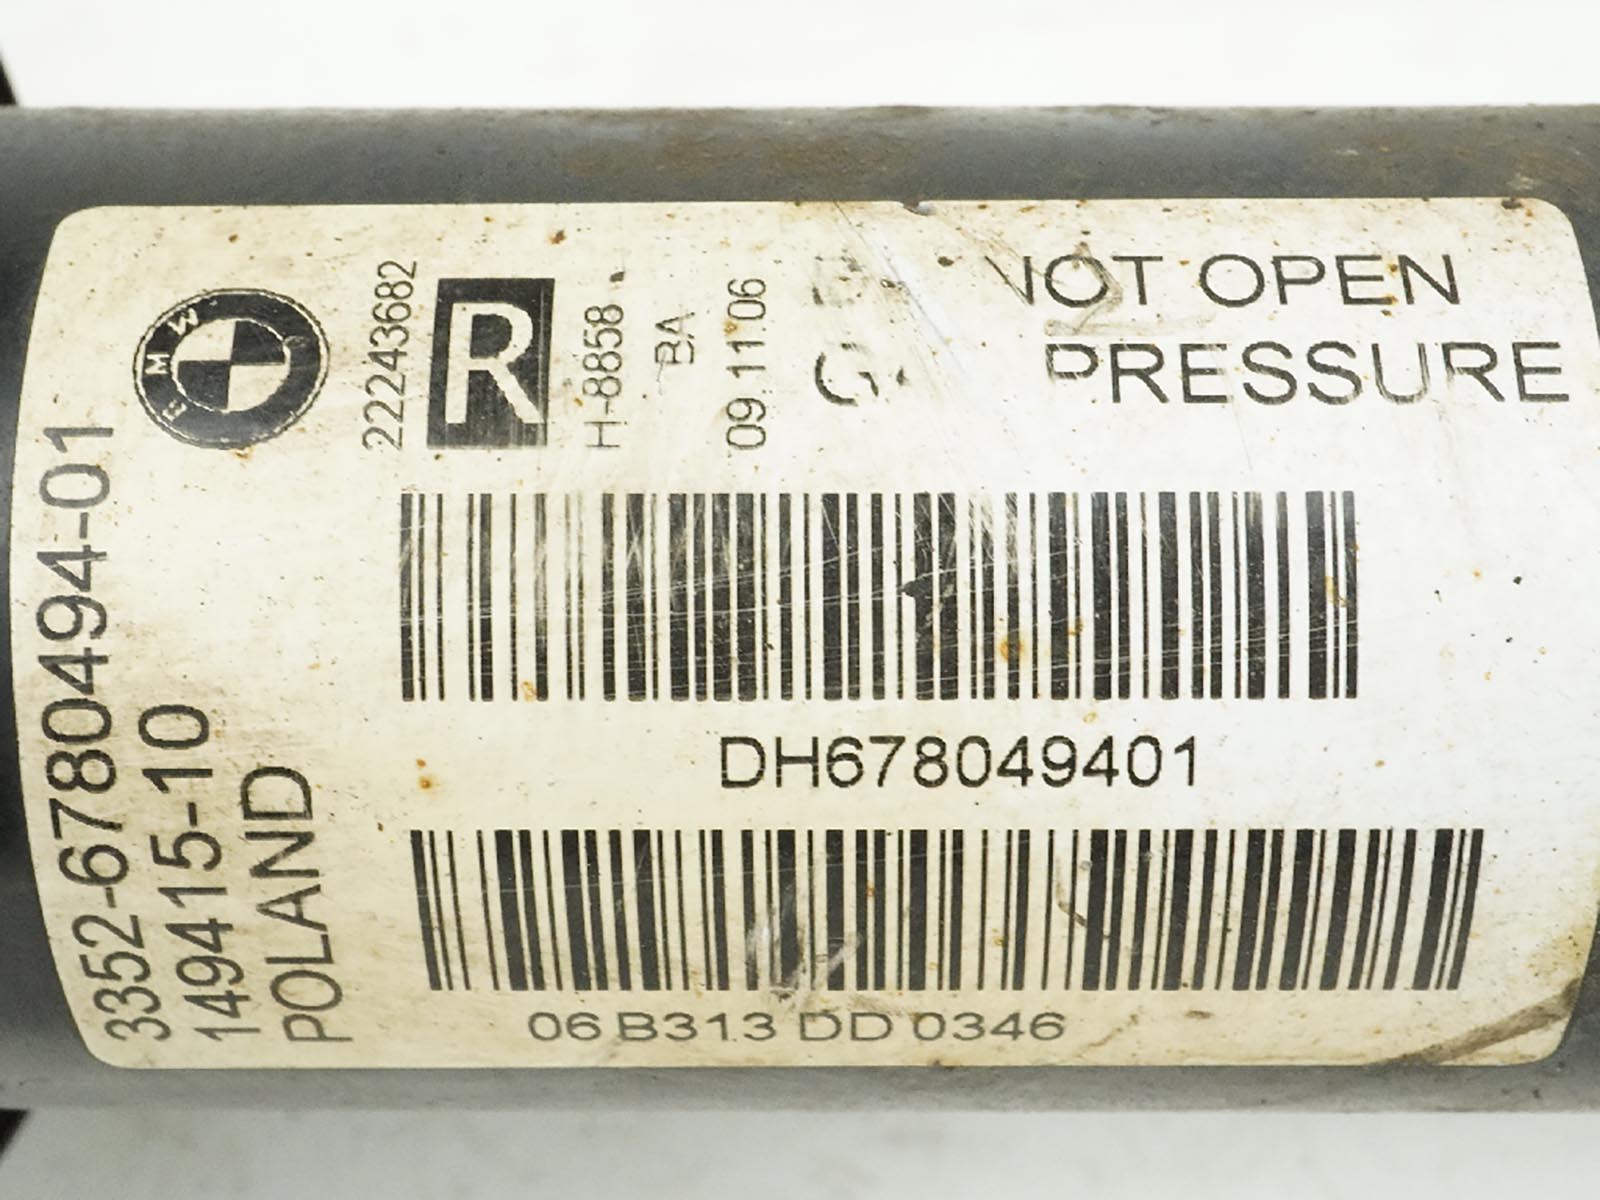 3352-6780494-01
149415-10
POLAND
BMW
22243682
R
H-8858
BA
09.11.06
NOT OPEN
PRESSURE
DH678049401
06 B313 DD 0346